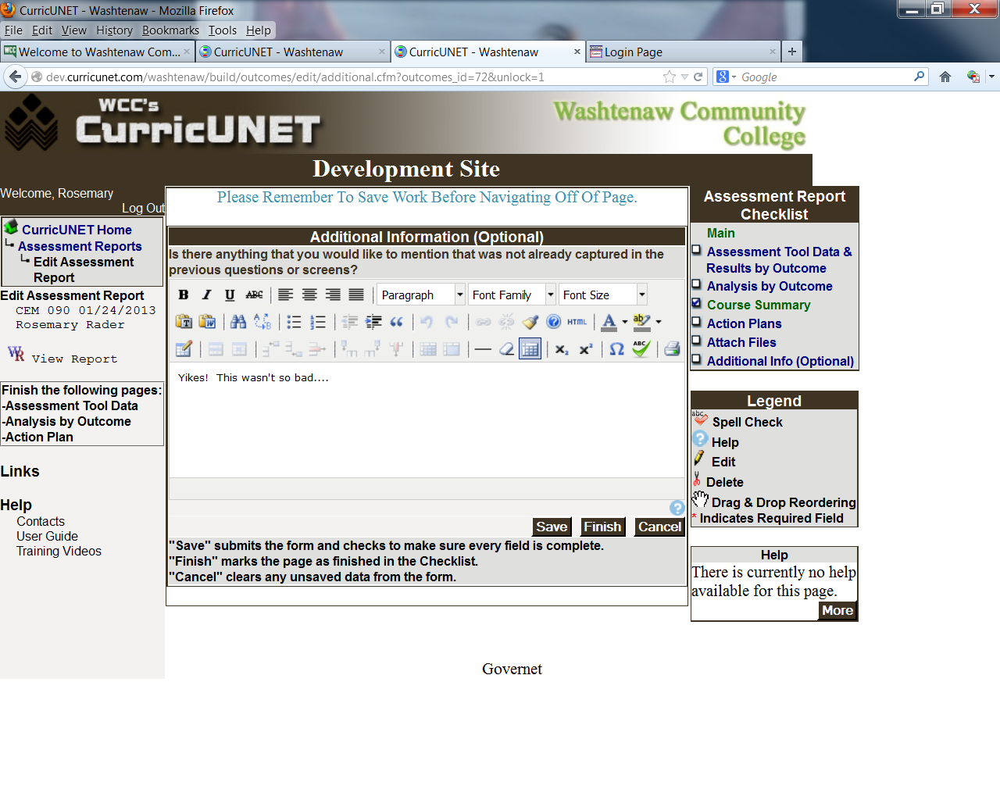 CurricUNET - Washtenaw - Mozilla Firefox
File Edit View History Bookmarks Tools Help
WCC Welcome to Washtenaw Com... CurricUNET - Washtenaw CurricUNET - Washtenaw Login Page
dev.curricunet.com/washtenaw/build/outcomes/edit/additional.cfm?outcomes_id=72&unlock=1 Google
WCC's
CurricUNET
Washtenaw Community
College
Development Site
Welcome, Rosemary
Log Out
CurricUNET Home
Assessment Reports
Edit Assessment
Report
Edit Assessment Report
CEM 090 01/24/2013
Rosemary Rader
WR View Report
Finish the following pages:
-Assessment Tool Data
-Analysis by Outcome
-Action Plan
Links
Help
Contacts
User Guide
Training Videos
Please Remember To Save Work Before Navigating Off Of Page.
Additional Information (Optional)
Is there anything that you would like to mention that was not already captured in the
previous questions or screens?
B I U ABC Paragraph Font Family Font Size
HTML A ab
x₂ x² Ω ABC
Yikes! This wasn't so bad....
Save Finish Cancel
"Save" submits the form and checks to make sure every field is complete.
"Finish" marks the page as finished in the Checklist.
"Cancel" clears any unsaved data from the form.
Assessment Report
Checklist
Main
Assessment Tool Data &
Results by Outcome
Analysis by Outcome
Course Summary
Action Plans
Attach Files
Additional Info (Optional)
Legend
abc Spell Check
? Help
Edit
Delete
Drag & Drop Reordering
* Indicates Required Field
Help
There is currently no help
available for this page.
More
Governet